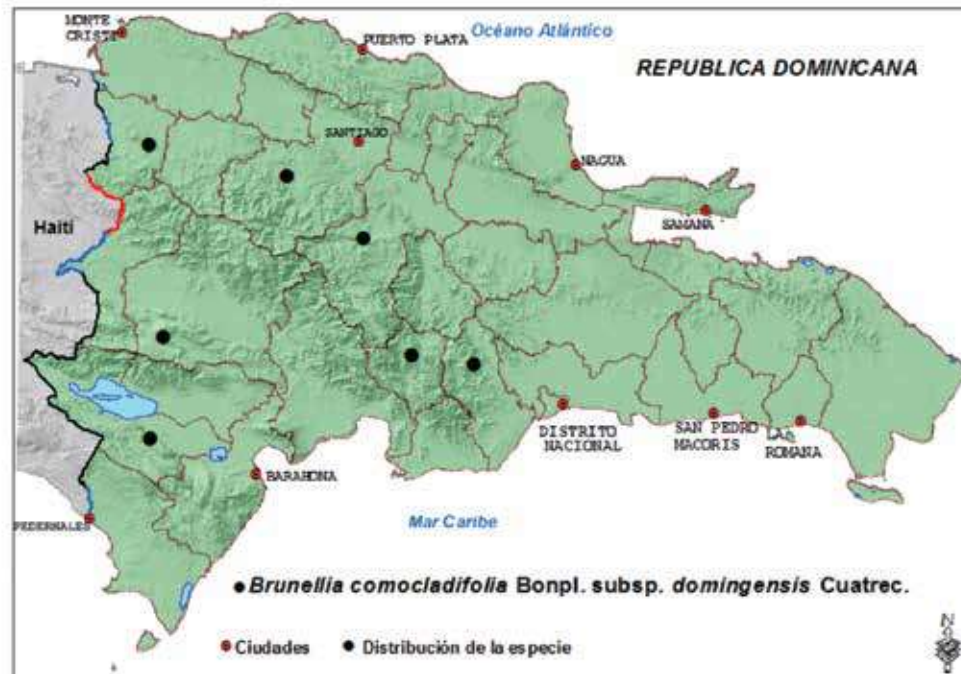 MONTE
CRISTI
PUERTO PLATA
Océano Atlántico
REPUBLICA DOMINICANA
SANTIAGO
NAGUA
SAMANA
Haití
DISTRITO
NACIONAL
SAN PEDRO
MACORIS
LA
ROMANA
BARAHONA
PEDERNALES
Mar Caribe
Brunellia comocladifolia Bonpl. subsp. domingensis Cuatrec.
Ciudades
Distribución de la especie
N